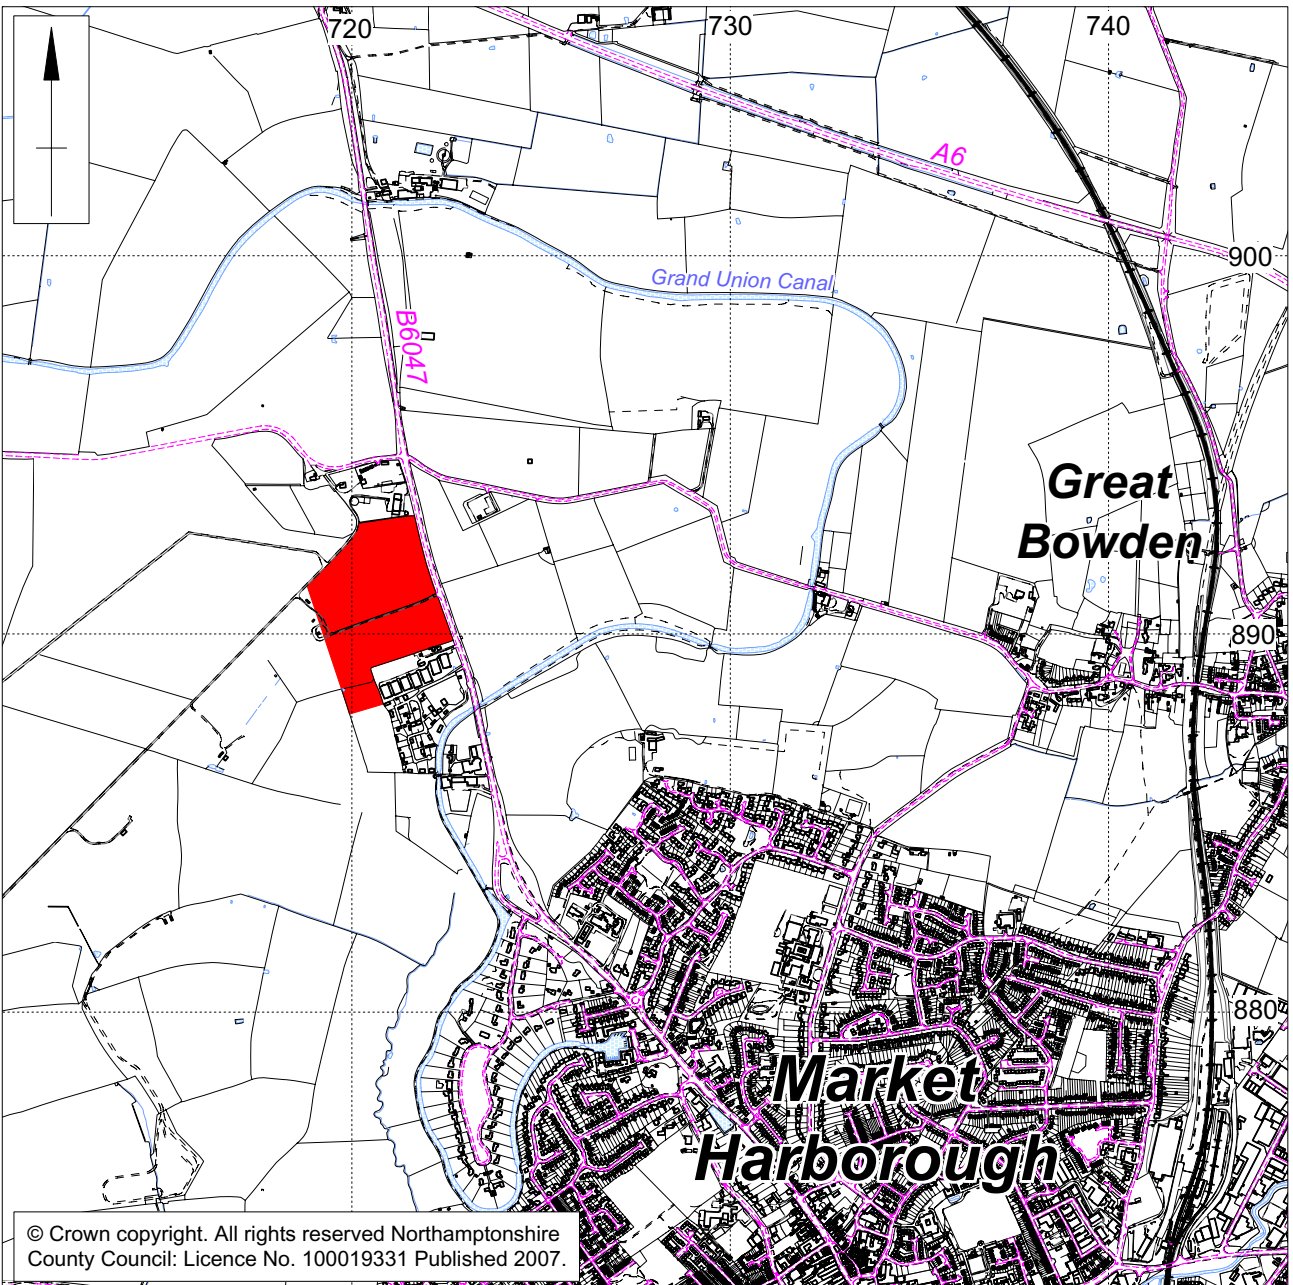 720
730
740
A6
900
Grand Union Canal
B6047
Great
Bowden
890
880
Market
Harborough
© Crown copyright. All rights reserved Northamptonshire
County Council: Licence No. 100019331 Published 2007.